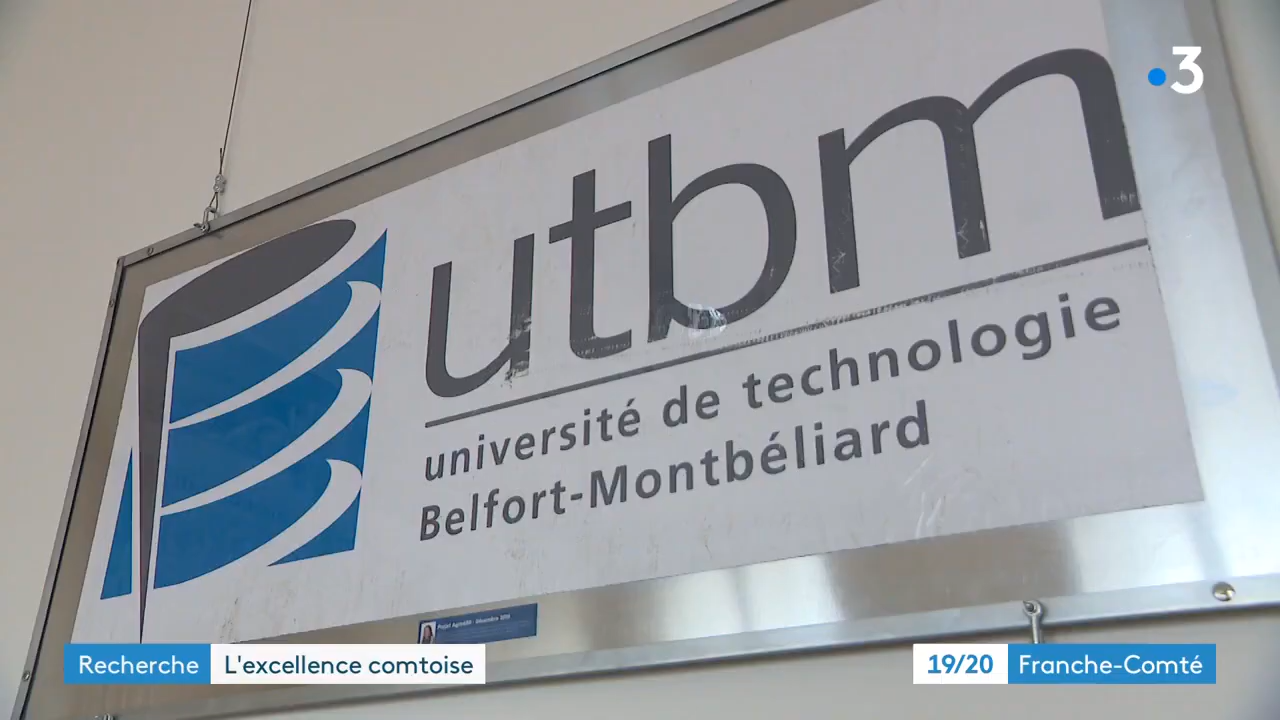 3
utbm
université de technologie
Belfort-Montbéliard
Recherche L'excellence comtoise
19/20 Franche-Comté